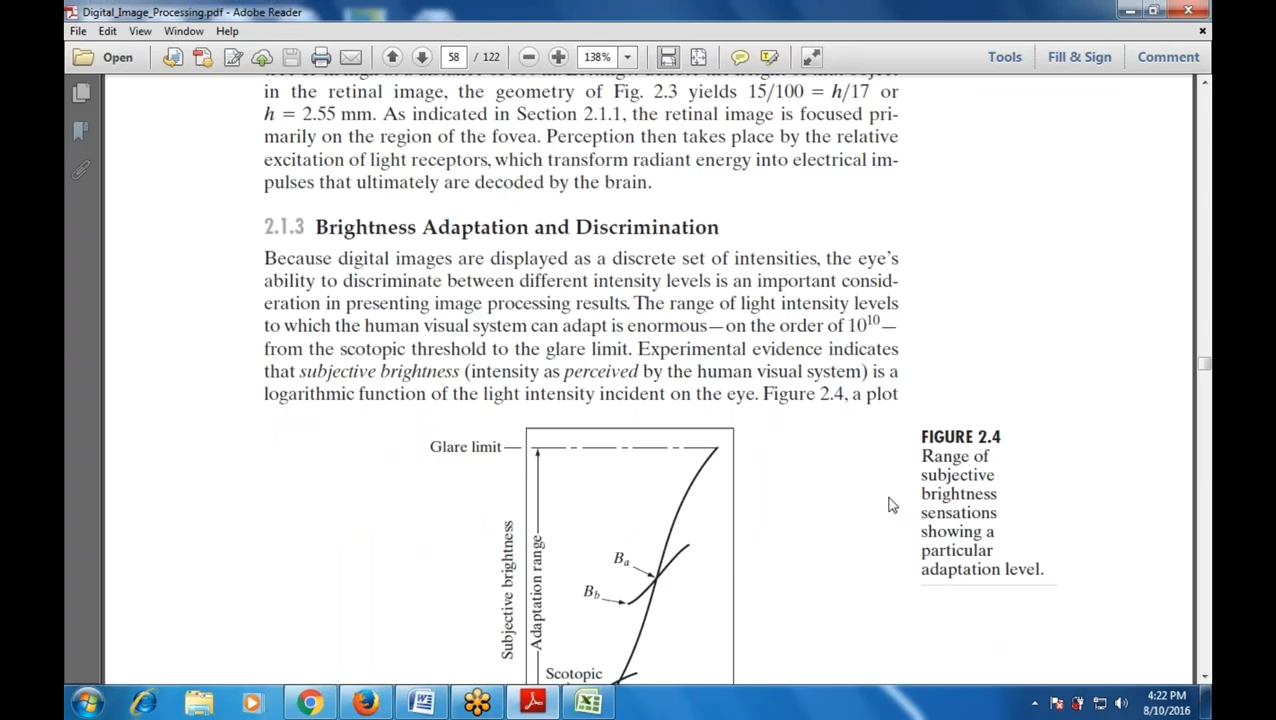 Digital_Image_Processing.pdf - Adobe Reader
File Edit View Window Help
Open 58 / 122 138% Tools Fill & Sign Comment
in the retinal image, the geometry of Fig. 2.3 yields 15/100 = h/17 or
h = 2.55 mm. As indicated in Section 2.1.1, the retinal image is focused pri-
marily on the region of the fovea. Perception then takes place by the relative
excitation of light receptors, which transform radiant energy into electrical im-
pulses that ultimately are decoded by the brain.
2.1.3 Brightness Adaptation and Discrimination
Because digital images are displayed as a discrete set of intensities, the eye's
ability to discriminate between different intensity levels is an important consid-
eration in presenting image processing results. The range of light intensity levels
to which the human visual system can adapt is enormous—on the order of 10¹⁰—
from the scotopic threshold to the glare limit. Experimental evidence indicates
that subjective brightness (intensity as perceived by the human visual system) is a
logarithmic function of the light intensity incident on the eye. Figure 2.4, a plot
Glare limit
Subjective brightness
Adaptation range
Ba
Bb
Scotopic
FIGURE 2.4
Range of
subjective
brightness
sensations
showing a
particular
adaptation level.
4:22 PM
8/10/2016